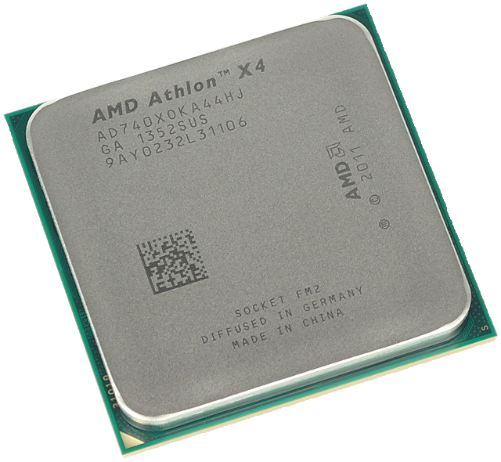 AMD Athlon™ X4
AD740XOKA44HJ
GA 1352SUS
9AY0232L31106
AMD
© 2011 AMD
®
SOCKET FM2
DIFFUSED IN GERMANY
MADE IN CHINA